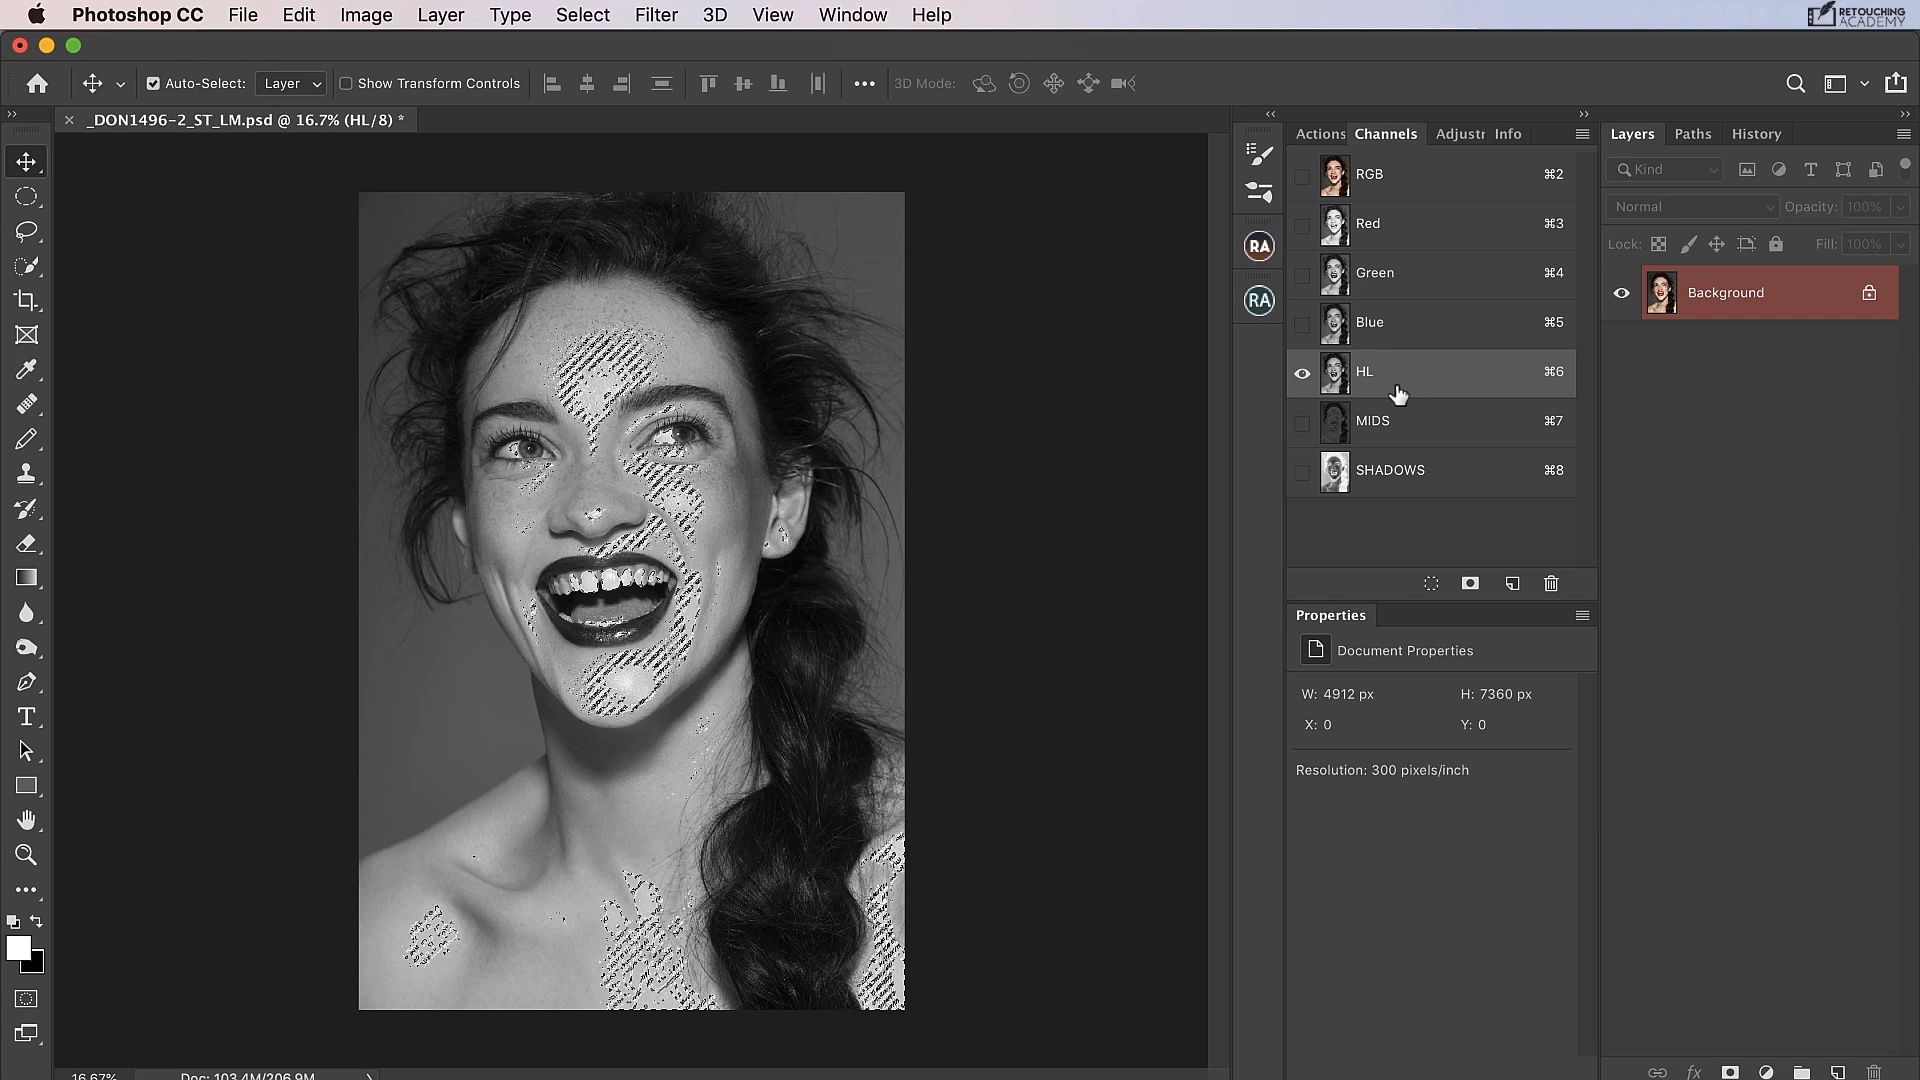 Photoshop CC File Edit Image Layer Type Select Filter 3D View Window Help
RETOUCHING
ACADEMY
Auto-Select: Layer Show Transform Controls ••• 3D Mode:
_DON1496-2_ST_LM.psd @ 16.7% (HL/8) *
Actions Channels Adjustr Info
Layers Paths History
RGB ⌘2
Red ⌘3
Green ⌘4
Blue ⌘5
HL ⌘6
MIDS ⌘7
SHADOWS ⌘8
RA
RA
Kind
Normal Opacity: 100%
Lock: Fill: 100%
Background
Properties
Document Properties
W: 4912 px H: 7360 px
X: 0 Y: 0
Resolution: 300 pixels/inch
16.67% Doc: 103.4M/206.9M
fx